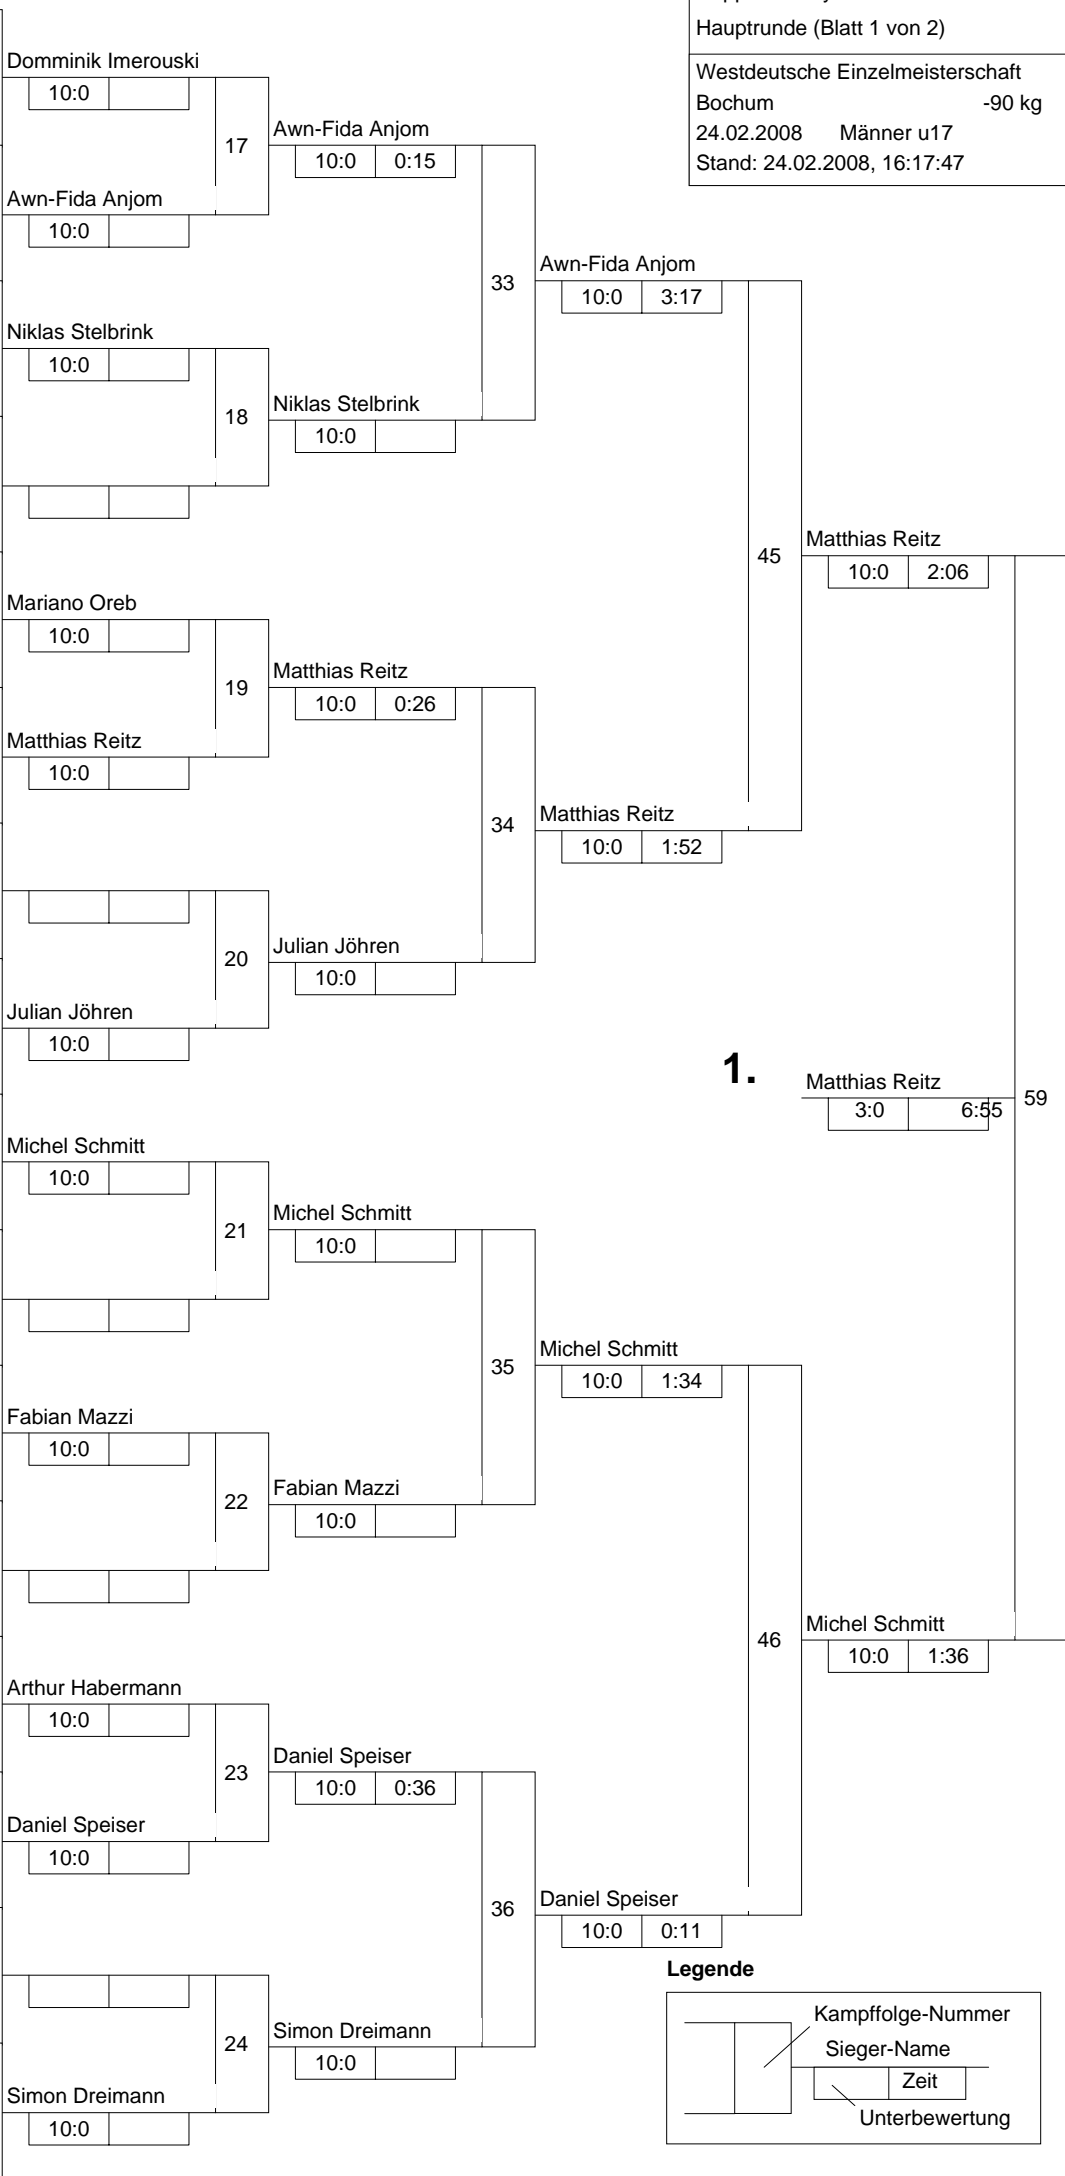 Hauptrunde (Blatt 1 von 2)
Westdeutsche Einzelmeisterschaft
Bochum -90 kg
24.02.2008 Männer u17
Stand: 24.02.2008, 16:17:47
Domminik Imerouski
10:0
17
Awn-Fida Anjom
10:0 0:15
Awn-Fida Anjom
10:0
33
Awn-Fida Anjom
10:0 3:17
Niklas Stelbrink
10:0
18
Niklas Stelbrink
10:0
45
Matthias Reitz
10:0 2:06
Mariano Oreb
10:0
19
Matthias Reitz
10:0 0:26
Matthias Reitz
10:0
34
Matthias Reitz
10:0 1:52
20
Julian Jöhren
10:0
Julian Jöhren
10:0
1.
Matthias Reitz
3:0 6:55
59
Michel Schmitt
10:0
21
Michel Schmitt
10:0
35
Michel Schmitt
10:0 1:34
Fabian Mazzi
10:0
22
Fabian Mazzi
10:0
46
Michel Schmitt
10:0 1:36
Arthur Habermann
10:0
23
Daniel Speiser
10:0 0:36
Daniel Speiser
10:0
36
Daniel Speiser
10:0 0:11
24
Simon Dreimann
10:0
Simon Dreimann
10:0
Legende
Kampffolge-Nummer
Sieger-Name
Zeit
Unterbewertung